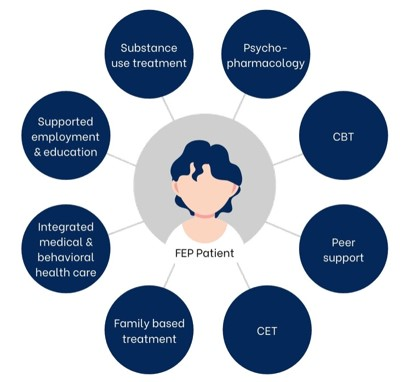 Substance
use treatment
Psycho-
pharmacology
Supported
employment
& education
CBT
Integrated
medical &
behavioral
health care
Peer
support
FEP Patient
Family based
treatment
CET